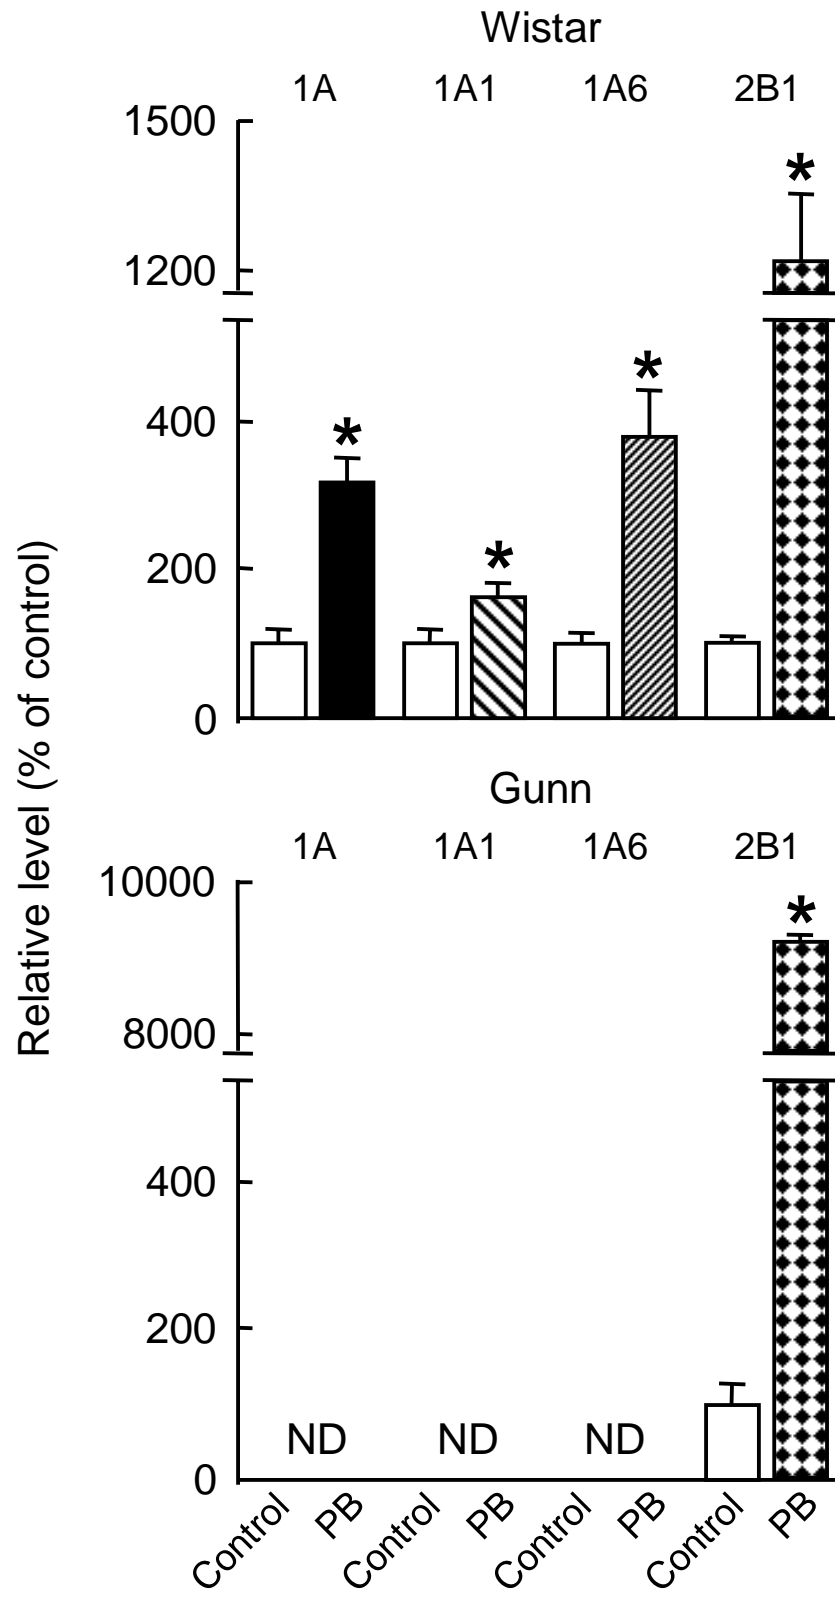 Wistar
1A 1A1 1A6 2B1
1500
*
1200
*
400
*
*
200
0
Relative level (% of control)
Gunn
1A 1A1 1A6 2B1
10000
*
8000
400
200
ND ND ND
0
Control PB Control PB Control PB Control PB